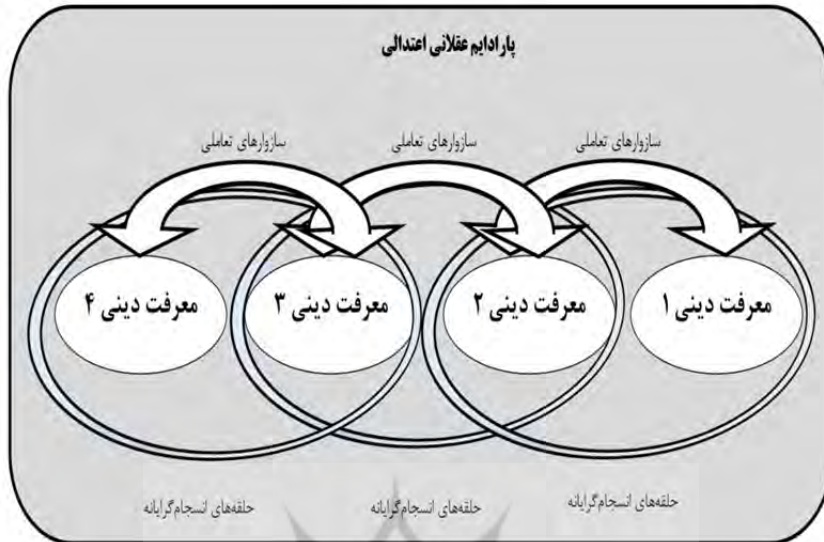 پارادایم عقلانی اعتدالی
سازوارهای تعاملی
سازوارهای تعاملی
سازوارهای تعاملی
معرفت دینی ۱
معرفت دینی ۲
معرفت دینی ۳
معرفت دینی ۴
حلقه‌های انسجام‌گرایانه
حلقه‌های انسجام‌گرایانه
حلقه‌های انسجام‌گرایانه